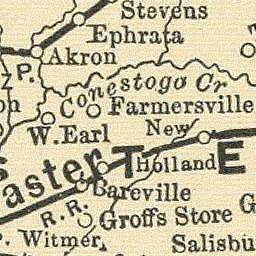 Stevens
Ephrata
Akron
P.
Conestoga Cr
Farmersville
W.Earl
New
Holland
T
E
aster
Bareville
R.R.
Groffs Store
Witmer
Salisbu